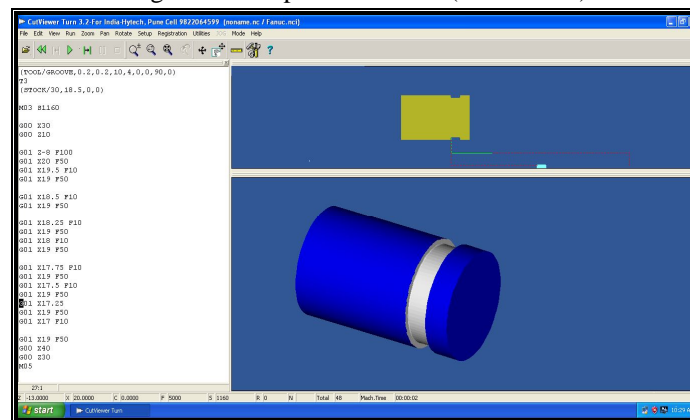 CutViewer Turn 3.2-For India-Hytech, Pune Cell 9822064599 (noname.nc / Fanuc.nci)
File Edit View Run Zoom Pan Rotate Setup Registration Utilities Mode Help
(TOOL/GROOVE,0.2,0.2,10,4,0,0,90,0)
T3
(STOCK/30,18.5,0,0)
M03 S1160
G00 X30
G00 Z10
G01 Z-8 F100
G01 X20 F50
G01 X19.5 F10
G01 X19 F50
G01 X18.5 F10
G01 X19 F50
G01 X18.25 F10
G01 X19 F50
G01 X18 F10
G01 X19 F50
G01 X17.75 F10
G01 X19 F50
G01 X17.5 F10
G01 X19 F50
G01 X17.25
G01 X19 F50
G01 X17 F10
G01 X19 F50
G00 X40
G00 Z30
M05
27:1
Z -13.0000 X 20.0000 C 0.0000 F 5000 S 1160 R 0 N Total 48 Mach.Time 00:00:02
start CutViewer Turn 10:29 A